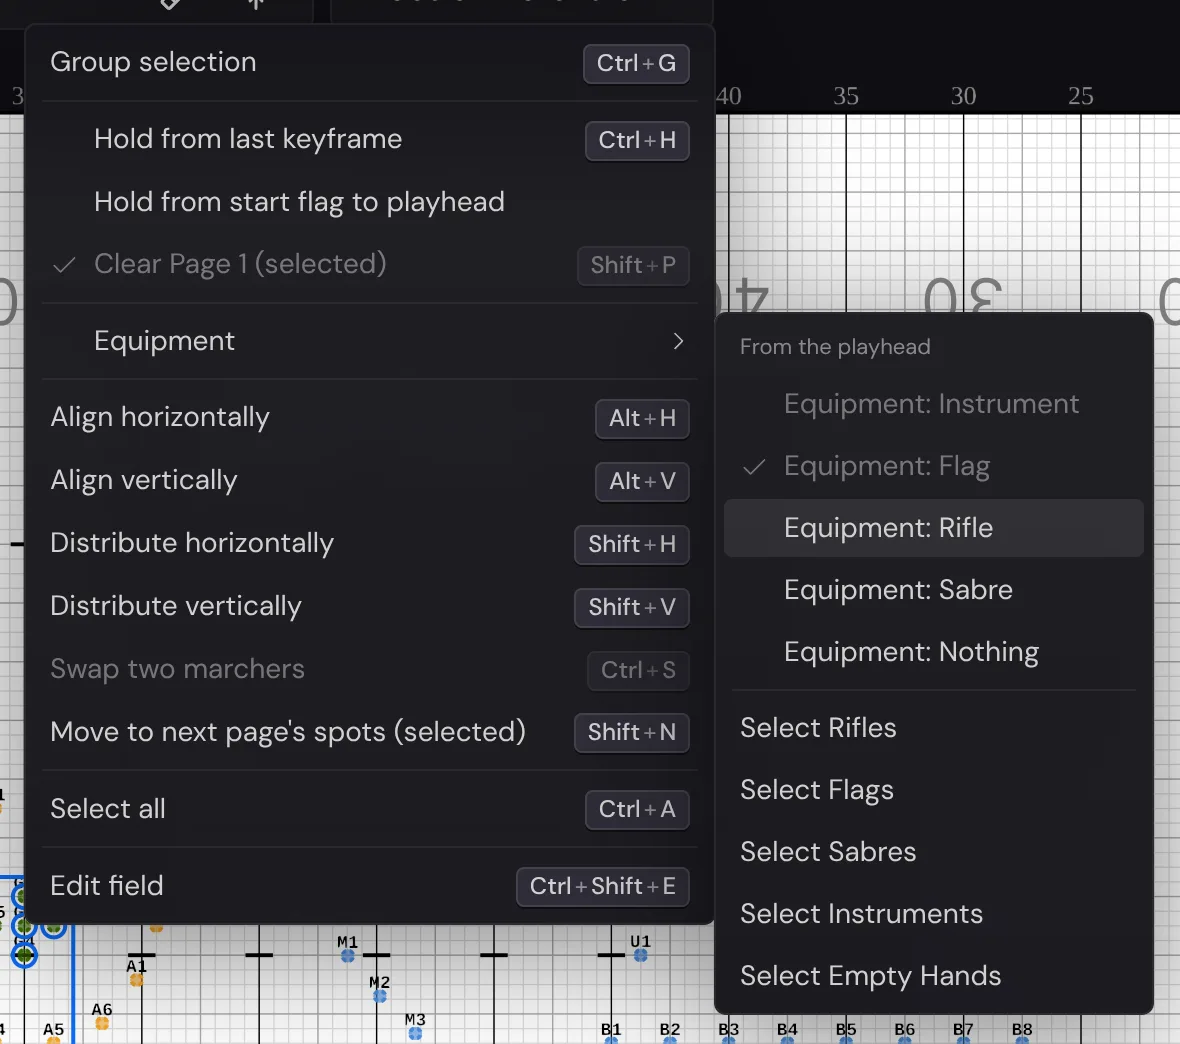 Group selection Ctrl+G
40 35 30 25
Hold from last keyframe Ctrl+H
Hold from start flag to playhead
Clear Page 1 (selected) Shift+P
40 30
Equipment
From the playhead
Equipment: Instrument
Equipment: Flag
Equipment: Rifle
Equipment: Sabre
Equipment: Nothing
Select Rifles
Select Flags
Select Sabres
Select Instruments
Select Empty Hands
Align horizontally Alt+H
Align vertically Alt+V
Distribute horizontally Shift+H
Distribute vertically Shift+V
Swap two marchers Ctrl+S
Move to next page's spots (selected) Shift+N
Select all Ctrl+A
Edit field Ctrl+Shift+E
M1 U1
A1
M2
A6
M3
A5 B1 B2 B3 B4 B5 B6 B7 B8